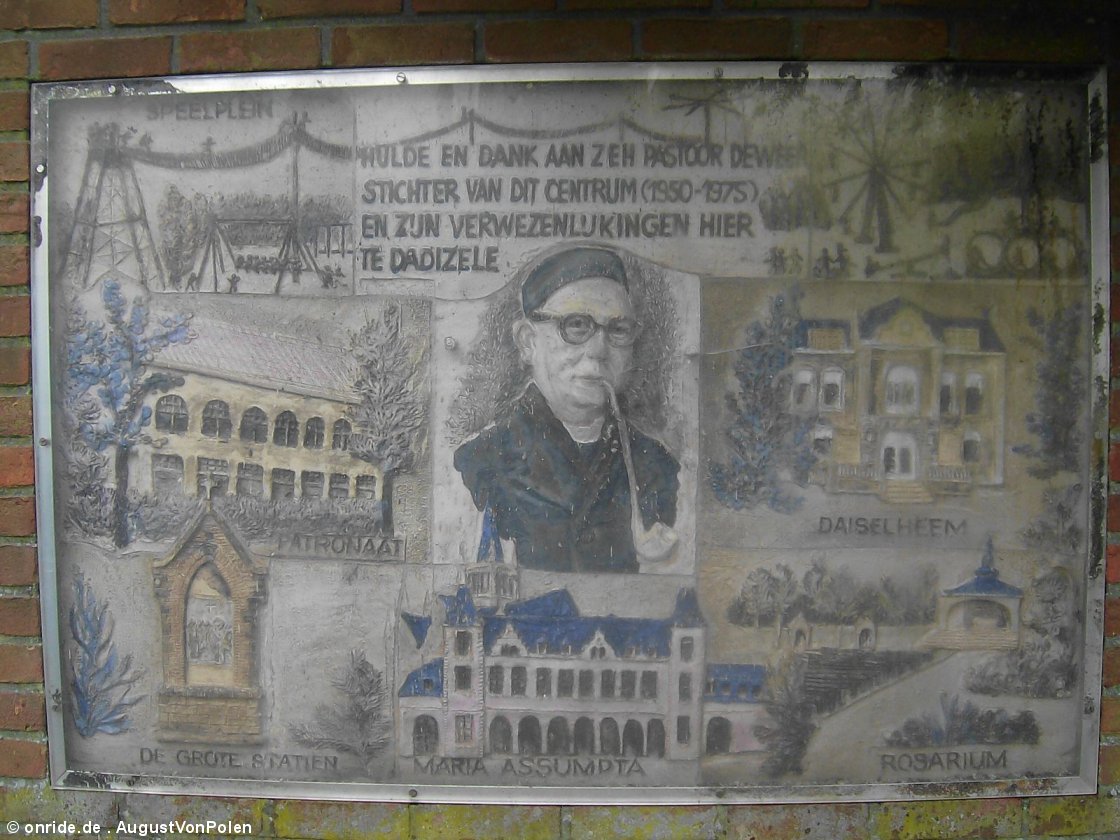 SPEELPLEIN
HULDE EN DANK AAN ZEH PASTOOR
STICHTER VAN DIT CENTRUM (1950-1975)
EN ZIJN VERWEZENLIJKINGEN HIER
TE DADIZELE
PATRONAAT
DAISELHEEM
DE GROTE STATIEN
MARIA ASSUMPTA
ROSARIUM
© onride.de . AugustVonPolen